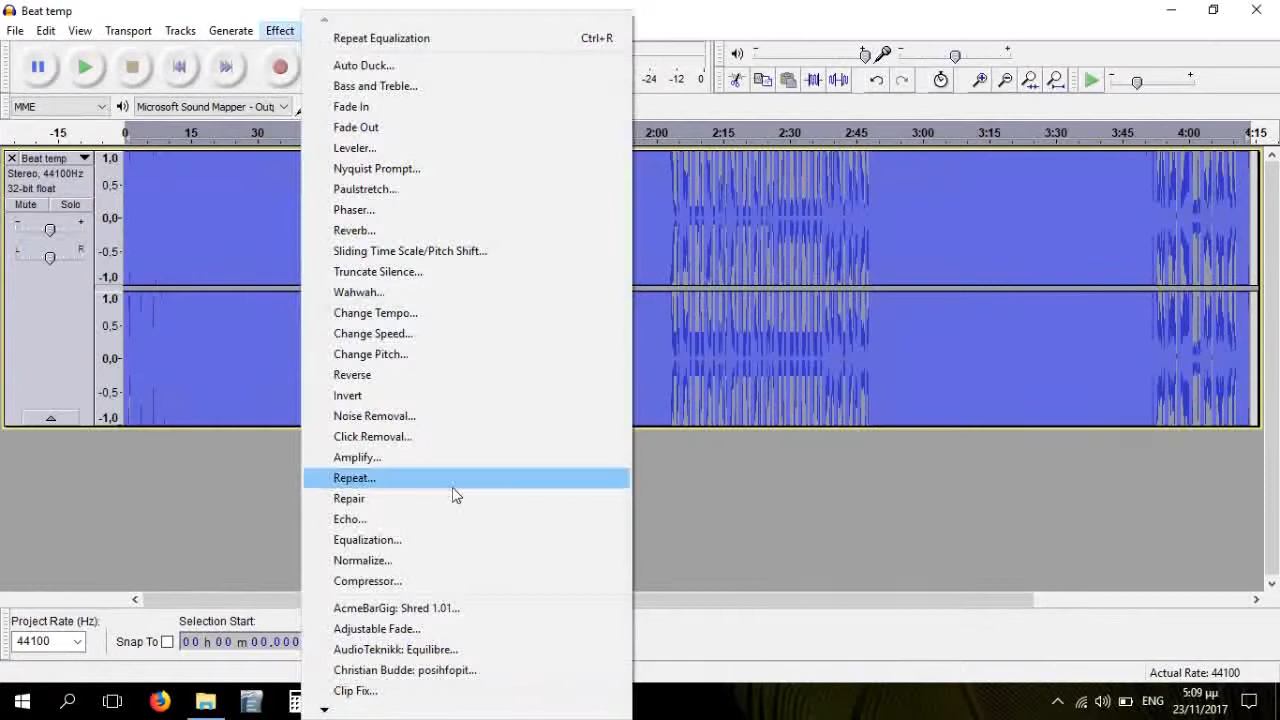 Beat temp
File Edit View Transport Tracks Generate Effect
-24 -12 0
MME Microsoft Sound Mapper - Outp
-15 0 15 30 2:00 2:15 2:30 2:45 3:00 3:15 3:30 3:45 4:00 4:15
Beat temp
Stereo, 44100Hz
32-bit float
Mute Solo
- +
L R
1,0
0,5-
0,0-
-0,5-
-1,0
1,0
0,5-
0,0-
-0,5-
-1,0
Repeat Equalization Ctrl+R
Auto Duck...
Bass and Treble...
Fade In
Fade Out
Leveler...
Nyquist Prompt...
Paulstretch...
Phaser...
Reverb...
Sliding Time Scale/Pitch Shift...
Truncate Silence...
Wahwah...
Change Tempo...
Change Speed...
Change Pitch...
Reverse
Invert
Noise Removal...
Click Removal...
Amplify...
Repeat...
Repair
Echo...
Equalization...
Normalize...
Compressor...
AcmeBarGig: Shred 1.01...
Adjustable Fade...
AudioTeknikk: Equilibre...
Christian Budde: posihfopit...
Clip Fix...
Project Rate (Hz):
44100
Snap To
Selection Start:
00 h 00 m 00.000
Actual Rate: 44100
ENG
:09 μμ
23/11/2017